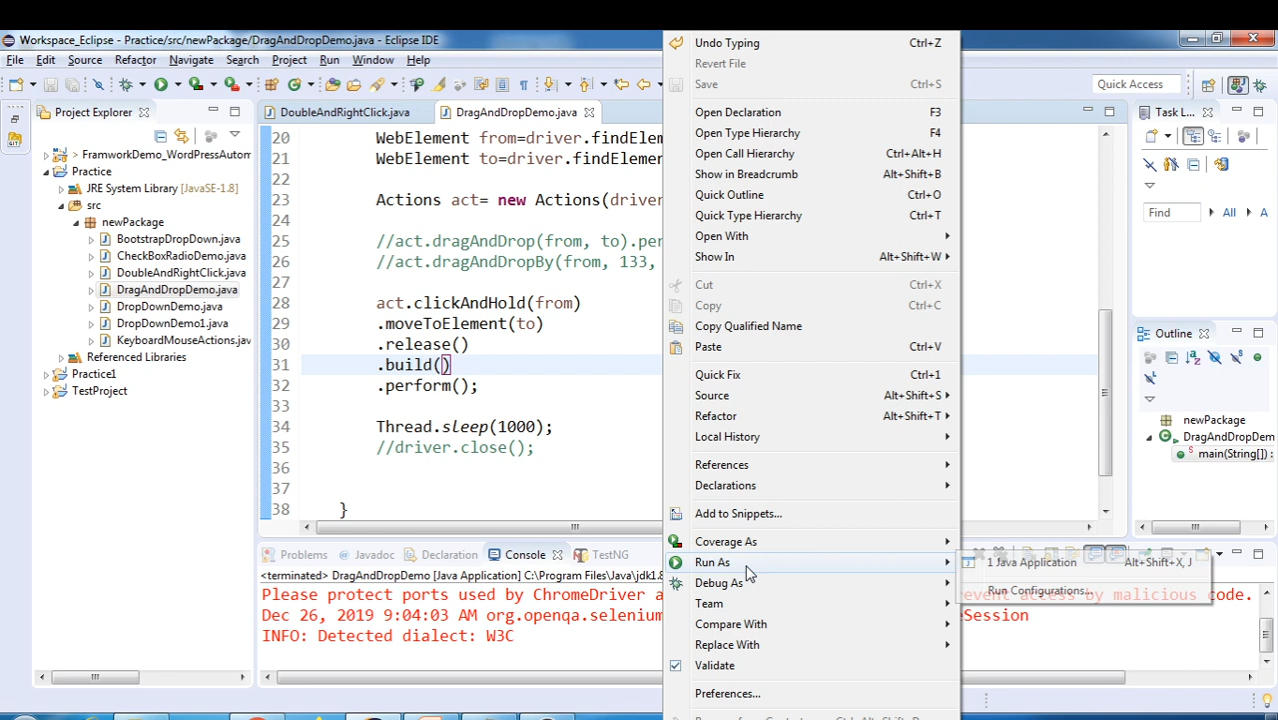 Workspace_Eclipse - Practice/src/newPackage/DragAndDropDemo.java - Eclipse IDE
File Edit Source Refactor Navigate Search Project Run Window Help
Quick Access
Project Explorer
> FramworkDemo_WordPressAutom
Practice
JRE System Library [JavaSE-1.8]
src
newPackage
BootstrapDropDown.java
CheckBoxRadioDemo.java
DoubleAndRightClick.java
DragAndDropDemo.java
DropDownDemo.java
DropDownDemo1.java
KeyboardMouseActions.java
Referenced Libraries
Practice1
TestProject
DoubleAndRightClick.java DragAndDropDemo.java
20 WebElement from=driver.findElem
21 WebElement to=driver.findElemen
22
23 Actions act= new Actions(driver
24
25 //act.dragAndDrop(from, to).per
26 //act.dragAndDropBy(from, 133,
27
28 act.clickAndHold(from)
29 .moveToElement(to)
30 .release()
31 .build()
32 .perform();
33
34 Thread.sleep(1000);
35 //driver.close();
36
37
38 }
Problems Javadoc Declaration Console TestNG
<terminated> DragAndDropDemo [Java Application] C:\Program Files\Java\jdk1.8
Please protect ports used by ChromeDriver a
revent access by malicious code.
Dec 26, 2019 9:04:03 AM org.openqa.selenium
eSession
INFO: Detected dialect: W3C
Undo Typing Ctrl+Z
Revert File
Save Ctrl+S
Open Declaration F3
Open Type Hierarchy F4
Open Call Hierarchy Ctrl+Alt+H
Show in Breadcrumb Alt+Shift+B
Quick Outline Ctrl+O
Quick Type Hierarchy Ctrl+T
Open With
Show In Alt+Shift+W
Cut Ctrl+X
Copy Ctrl+C
Copy Qualified Name
Paste Ctrl+V
Quick Fix Ctrl+1
Source Alt+Shift+S
Refactor Alt+Shift+T
Local History
References
Declarations
Add to Snippets...
Coverage As
Run As
Debug As
Team
Compare With
Replace With
Validate
Preferences...
1 Java Application Alt+Shift+X, J
Run Configurations...
Task L
Find All
Outline
newPackage
DragAndDropDem
main(String[]) :